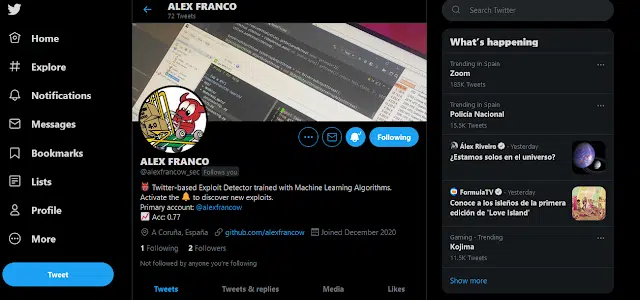 ALEX FRANCO
72 Tweets
Search Twitter
Home
Explore
Notifications
Messages
Bookmarks
Lists
Profile
More
Tweet
Following
ALEX FRANCO
@alexfrancow_sec Follows you
👹 Twitter-based Exploit Detector trained with Machine Learning Algorithms.
Activate the 🔔 to discover new exploits.
Primary account: @alexfrancow
📈 Acc: 0.77
A Coruña, España github.com/alexfrancow Joined December 2020
1 Following 2 Followers
Not followed by anyone you're following
Tweets Tweets & replies Media Likes
What's happening
Trending in Spain
Zoom
185K Tweets
Trending in Spain
Policía Nacional
15.5K Tweets
Álex Riveiro · Yesterday
¿Estamos solos en el universo?
FormulaTV · Yesterday
Conoce a los isleños de la primera
edición de 'Love Island'
Gaming · Trending
Kojima
11.5K Tweets
Show more